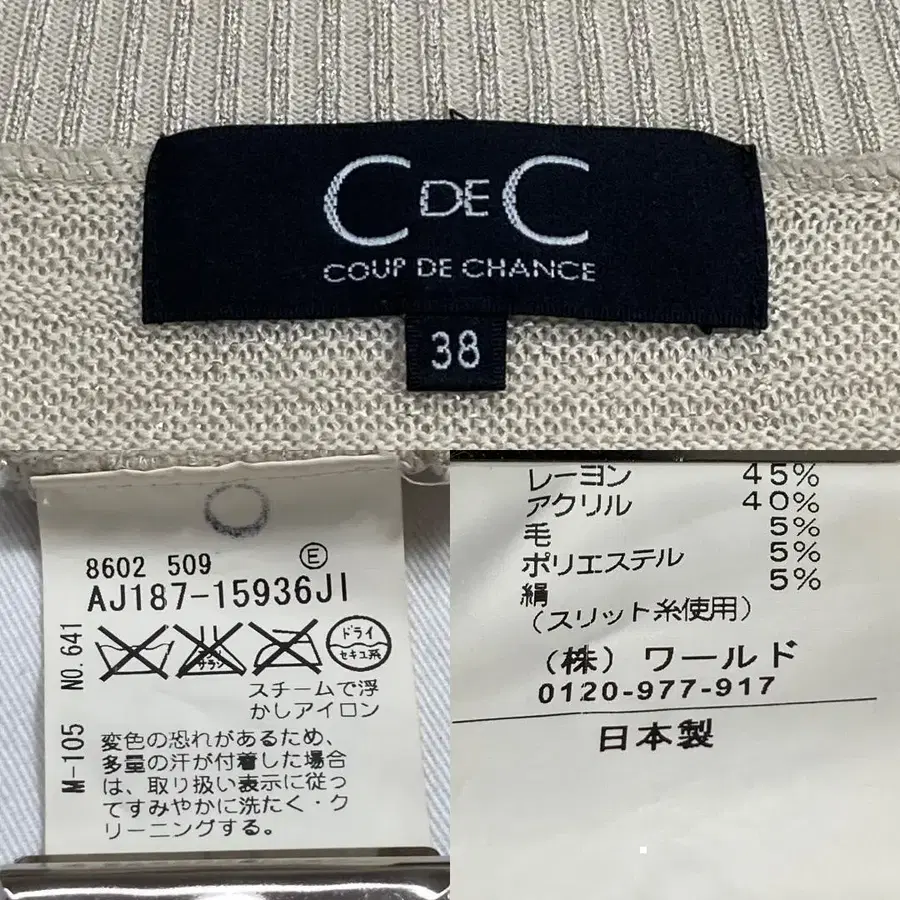 C DE C
COUP DE CHANCE
38
8602 509 E
AJ187-15936JI
サラシ
ドライ
セキユ系
スチームで浮
かしアイロン
変色の恐れがあるため、
多量の汗が付着した場合
は、取り扱い表示に従っ
てすみやかに洗たく・ク
リーニングする。
M-105 NO.641
レーヨン 45%
アクリル 40%
毛 5%
ポリエステル 5%
絹 5%
(スリット糸使用)
(株) ワールド
0120-977-917
日本製